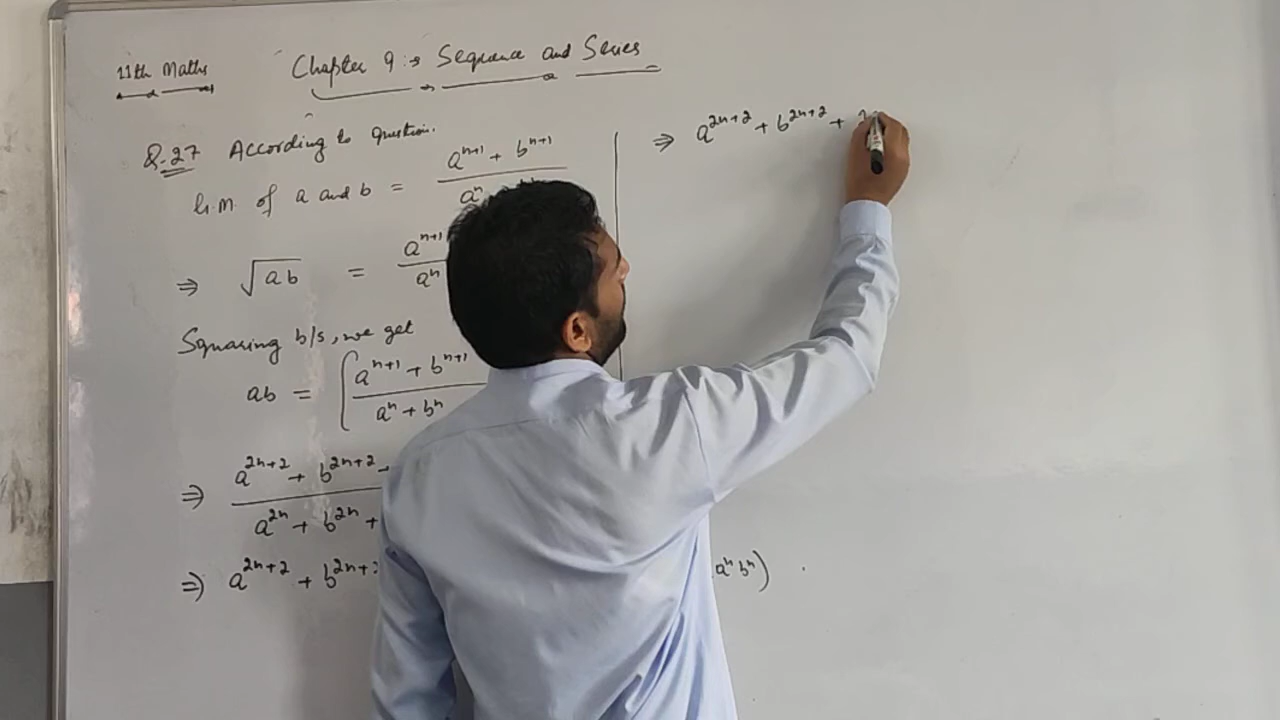 11th Maths Chapter 9 :→ Sequence and Series
Q.27 According to question.
G.M. of a and b = a^{n+1} + b^{n+1} / a^n
⇒ √ab = a^{n+1} / a^n
Squaring b/s, we get
ab = (a^{n+1} + b^{n+1} / a^n + b^n
⇒ a^{2n+2} + b^{2n+2} / a^{2n} + b^{2n} +
⇒ a^{2n+2} + b^{2n+2} a^n b^n) .
⇒ a^{2n+2} + b^{2n+2} +